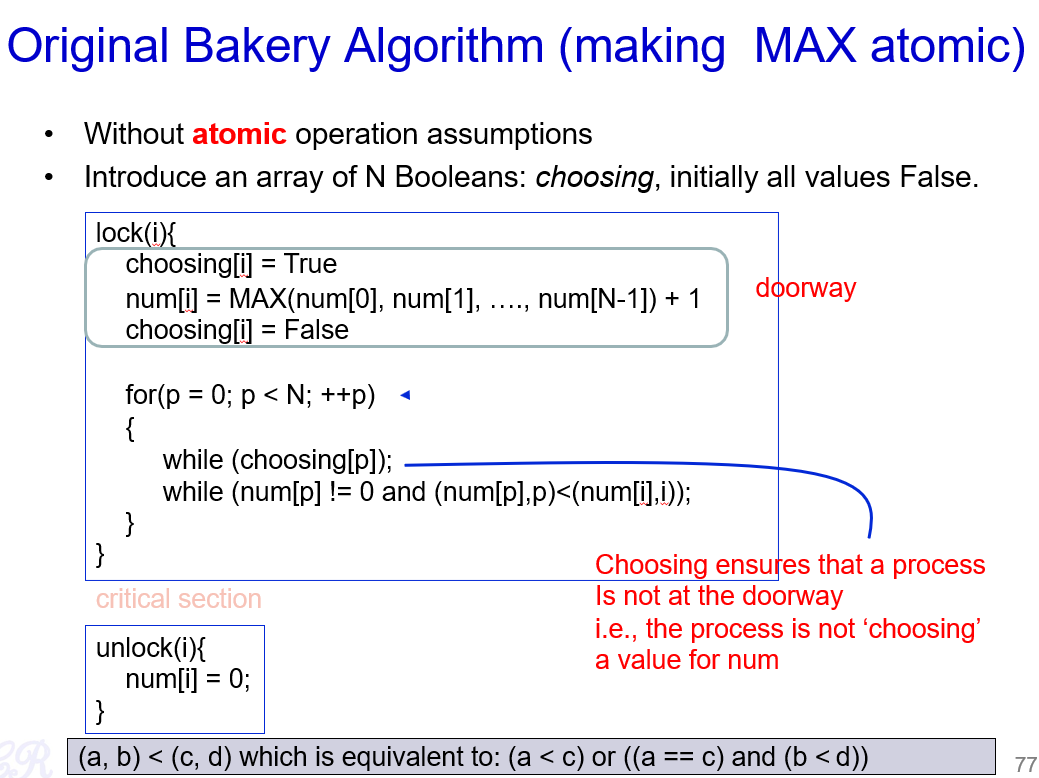 Original Bakery Algorithm (making MAX atomic)
• Without atomic operation assumptions
• Introduce an array of N Booleans: choosing, initially all values False.
lock(i){
choosing[i] = True
num[i] = MAX(num[0], num[1], …., num[N-1]) + 1
choosing[i] = False
doorway
for(p = 0; p < N; ++p)
{
while (choosing[p]);
while (num[p] != 0 and (num[p],p)<(num[i],i));
}
}
Choosing ensures that a process
Is not at the doorway
i.e., the process is not ‘choosing’
a value for num
critical section
unlock(i){
num[i] = 0;
}
(a, b) < (c, d) which is equivalent to: (a < c) or ((a == c) and (b < d))
77